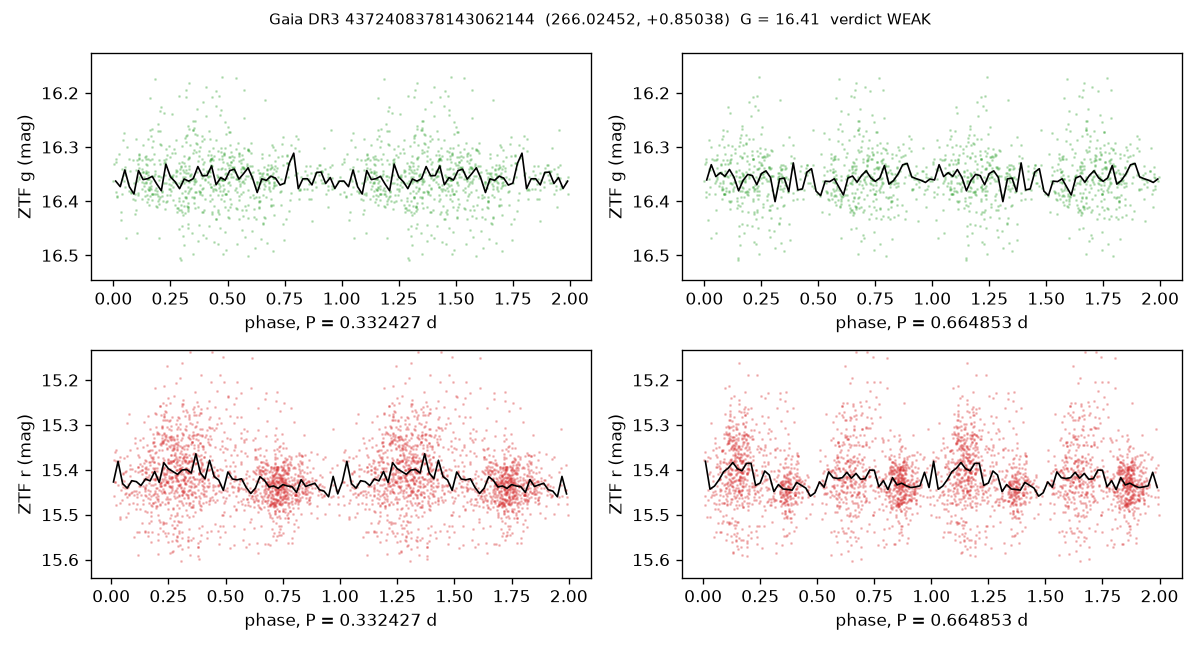 Gaia DR3 4372408378143062144 (266.02452, +0.85038) G = 16.41 verdict WEAK
ZTF g (mag)
16.2
16.3
16.4
16.5
0.00 0.25 0.50 0.75 1.00 1.25 1.50 1.75 2.00
phase, P = 0.332427 d
ZTF g (mag)
16.2
16.3
16.4
16.5
0.00 0.25 0.50 0.75 1.00 1.25 1.50 1.75 2.00
phase, P = 0.664853 d
ZTF r (mag)
15.2
15.3
15.4
15.5
15.6
0.00 0.25 0.50 0.75 1.00 1.25 1.50 1.75 2.00
phase, P = 0.332427 d
ZTF r (mag)
15.2
15.3
15.4
15.5
15.6
0.00 0.25 0.50 0.75 1.00 1.25 1.50 1.75 2.00
phase, P = 0.664853 d